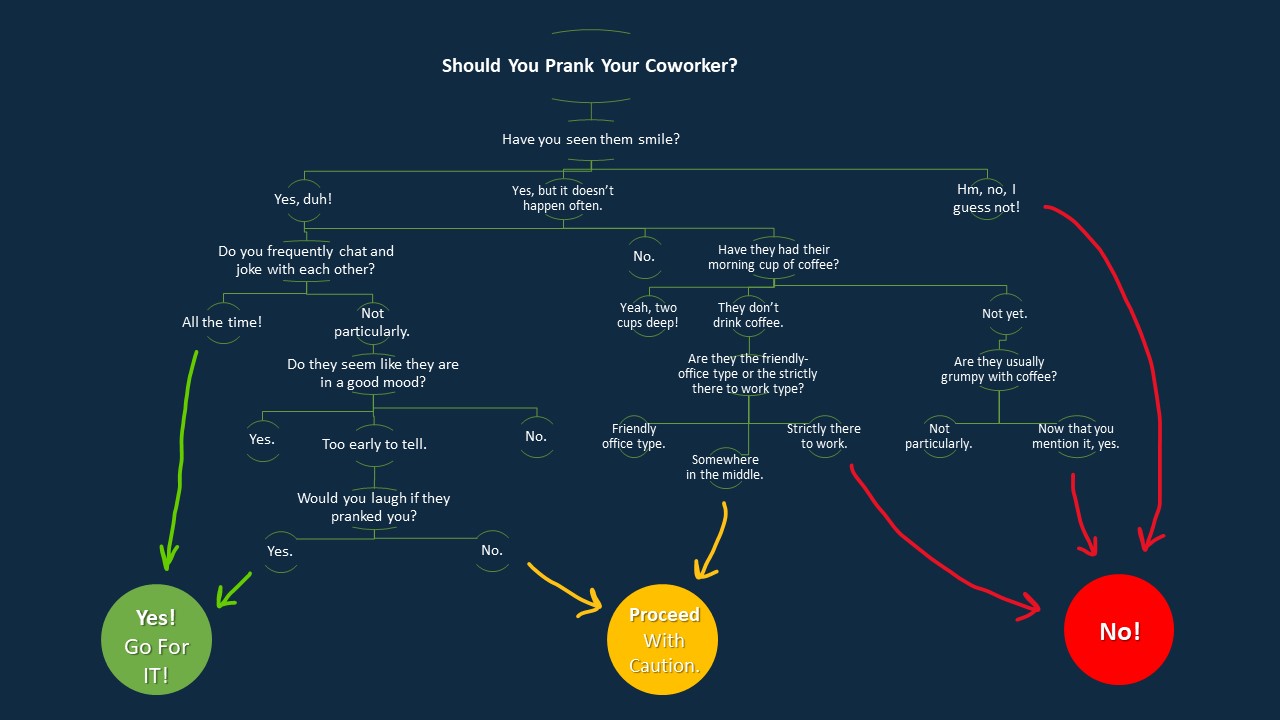 Should You Prank Your Coworker?
Have you seen them smile?
Yes, duh!
Yes, but it doesn't
happen often.
Hm, no, I
guess not!
Do you frequently chat and
joke with each other?
No.
Have they had their
morning cup of coffee?
All the time!
Not
particularly.
Yeah, two
cups deep!
They don't
drink coffee.
Not yet.
Do they seem like they are
in a good mood?
Are they the friendly-
office type or the strictly
there to work type?
Are they usually
grumpy with coffee?
Yes.
Too early to tell.
No.
Friendly
office type.
Somewhere
in the middle.
Strictly there
to work.
Not
particularly.
Now that you
mention it, yes.
Would you laugh if they
pranked you?
Yes.
No.
Yes!
Go For
IT!
Proceed
With
Caution.
No!